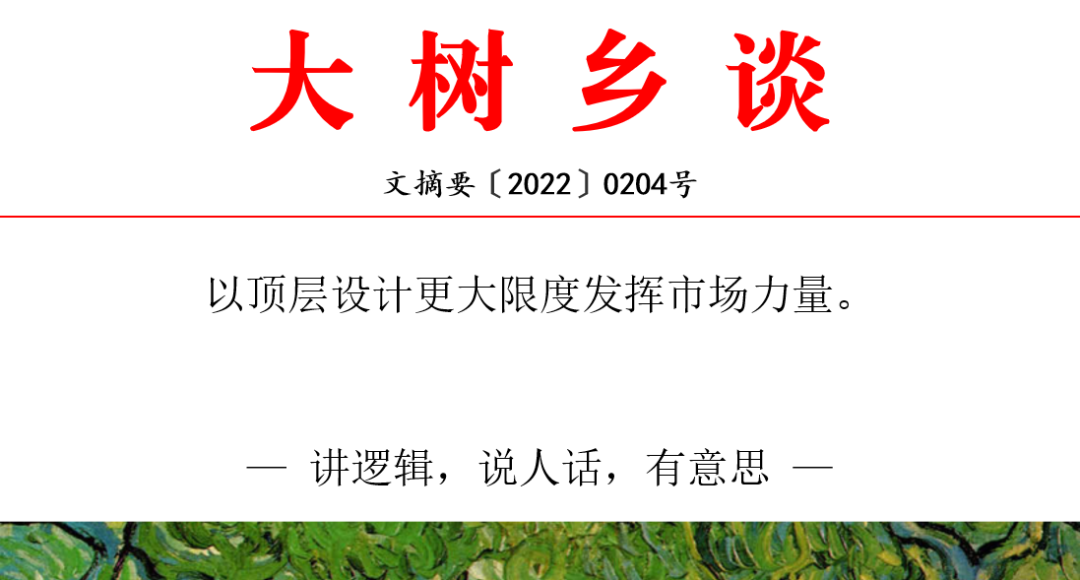 大树乡谈
文摘要〔2022〕0204号
以顶层设计更大限度发挥市场力量。
— 讲逻辑，说人话，有意思 —